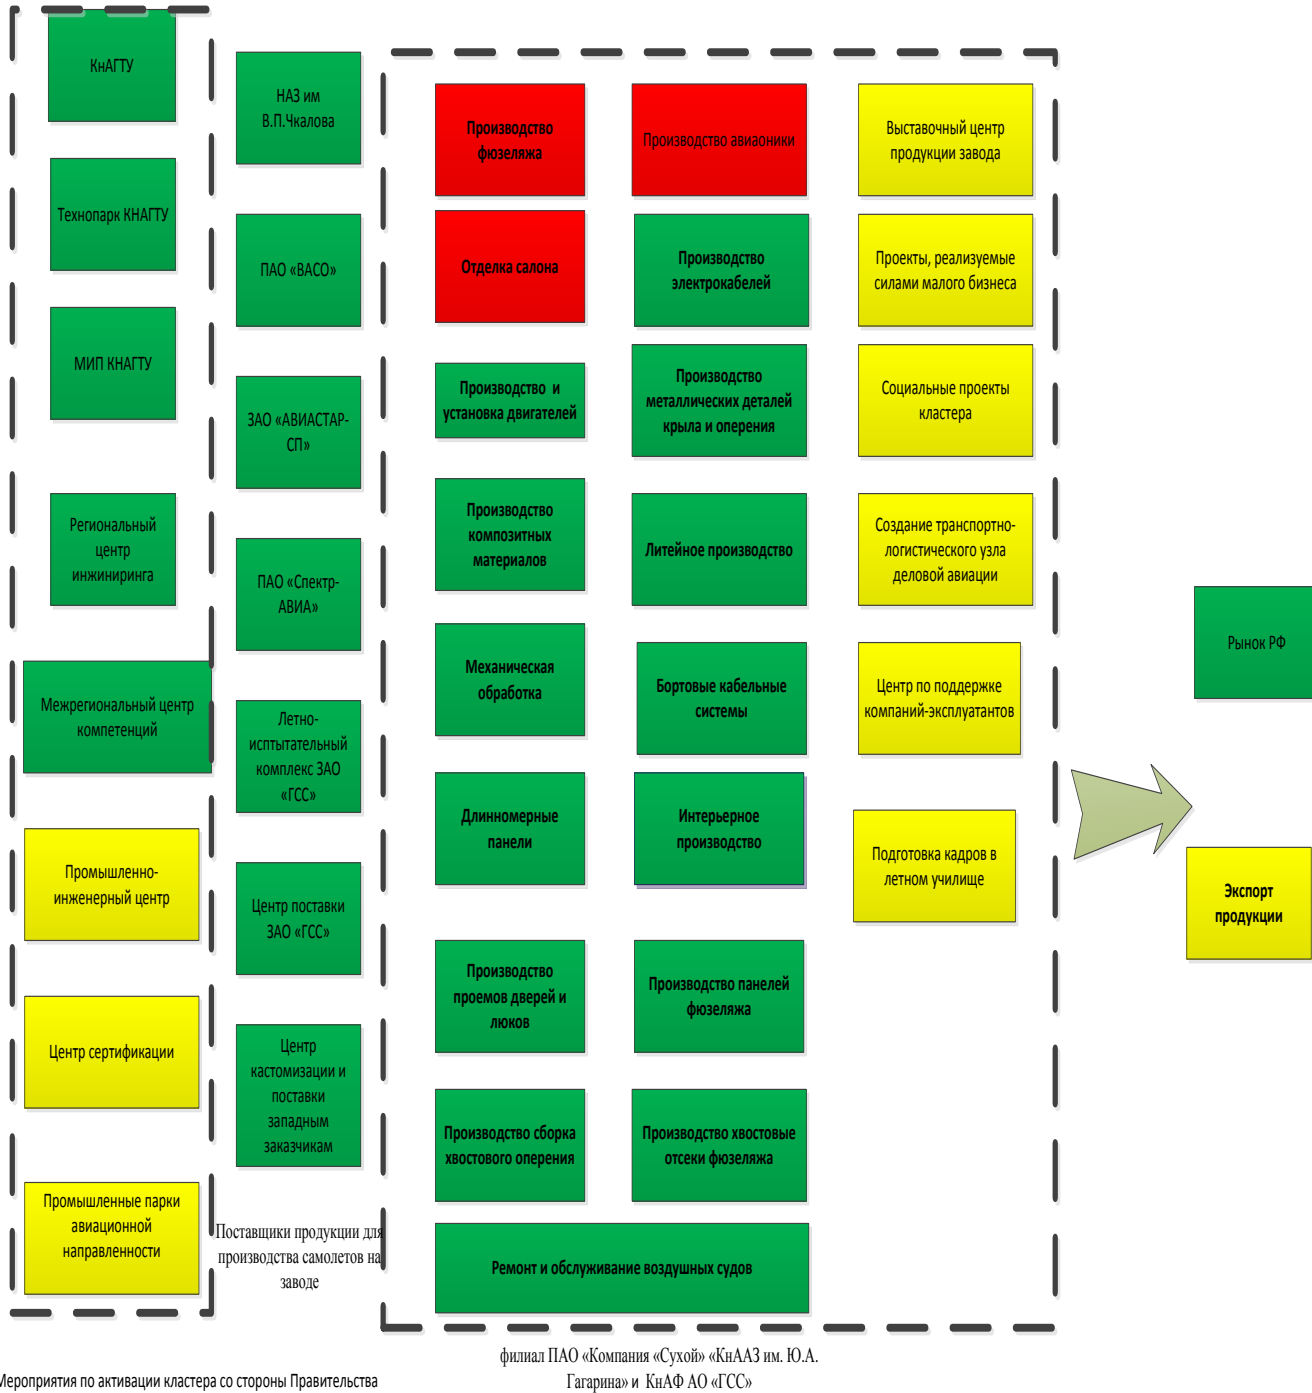 КнАГТУ
Технопарк КНАГТУ
МИП КНАГТУ
Региональный
центр
инжиниринга
Межрегиональный центр
компетенций
Промышленно-
инженерный центр
Центр сертификации
Промышленные парки
авиационной
направленности
НАЗ им
В.П.Чкалова
ПАО «ВАСО»
ЗАО «АВИАСТАР-
СП»
ПАО «Спектр-
АВИА»
Летно-
испытательный
комплекс ЗАО
«ГСС»
Центр поставки
ЗАО «ГСС»
Центр
кастомизации и
поставки
западным
заказчикам
Поставщики продукции для
производства самолетов на
заводе
Производство
фюзеляжа
Отделка салона
Производство и
установка двигателей
Производство
композитных
материалов
Механическая
обработка
Длинномерные
панели
Производство
проемов дверей и
люков
Производство сборка
хвостового оперения
Производство авиаоники
Производство
электрокабелей
Производство
металлических деталей
крыла и оперения
Литейное производство
Бортовые кабельные
системы
Интерьерное
производство
Производство панелей
фюзеляжа
Производство хвостовые
отсеки фюзеляжа
Ремонт и обслуживание воздушных судов
Выставочный центр
продукции завода
Проекты, реализуемые
силами малого бизнеса
Социальные проекты
кластера
Создание транспортно-
логистического узла
деловой авиации
Центр по поддержке
компаний-эксплуатантов
Подготовка кадров в
летном училище
Рынок РФ
Экспорт
продукции
филиал ПАО «Компания «Сухой» «КнААЗ им. Ю.А.
Гагарина» и КнАФ АО «ГСС»
Мероприятия по активации кластера со стороны Правительства